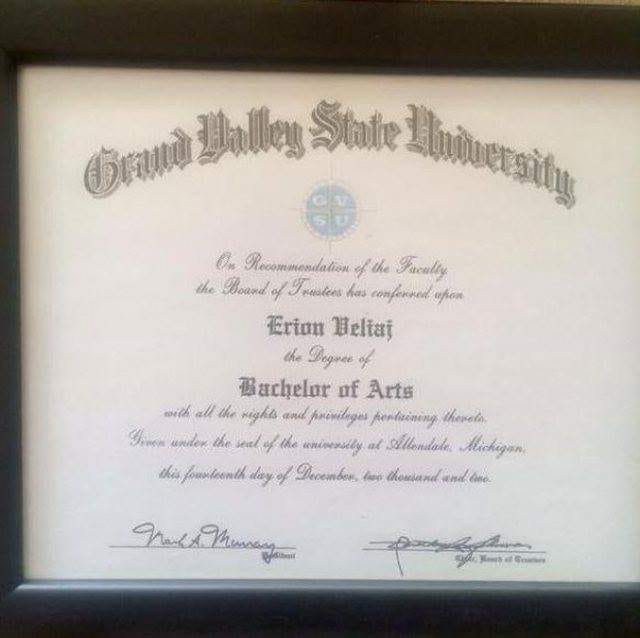 Grand Valley State University
G V
S U
On Recommendation of the Faculty
the Board of Trustees has conferred upon
Erion Veliaj
the Degree of
Bachelor of Arts
with all the rights and privileges pertaining thereto.
Given under the seal of the university at Allendale, Michigan,
this fourteenth day of December, two thousand and two.
Mark A. Murray
President
Chair, Board of Trustees